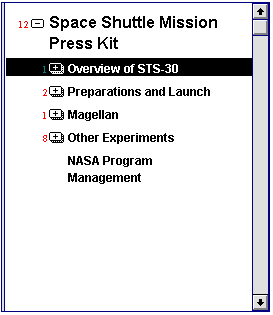 12 Space Shuttle Mission
Press Kit
1 Overview of STS-30
2 Preparations and Launch
1 Magellan
8 Other Experiments
NASA Program
Management